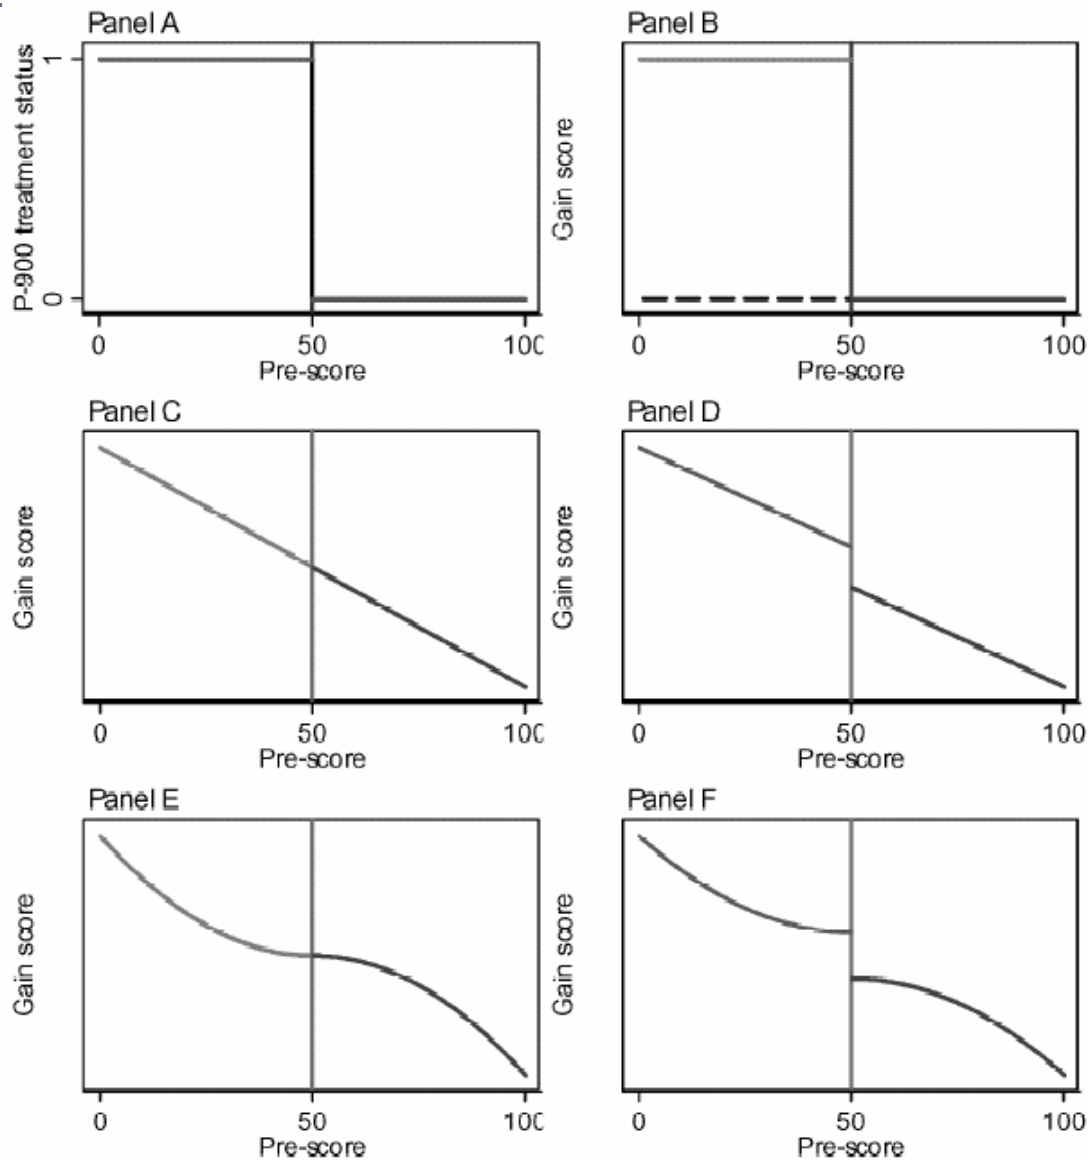 Panel A
P-900 treatment status
1
0
0 50 100
Pre-score
Panel B
Gain score
0 50 100
Pre-score
Panel C
Gain score
0 50 100
Pre-score
Panel D
Gain score
0 50 100
Pre-score
Panel E
Gain score
0 50 100
Pre-score
Panel F
Gain score
0 50 100
Pre-score